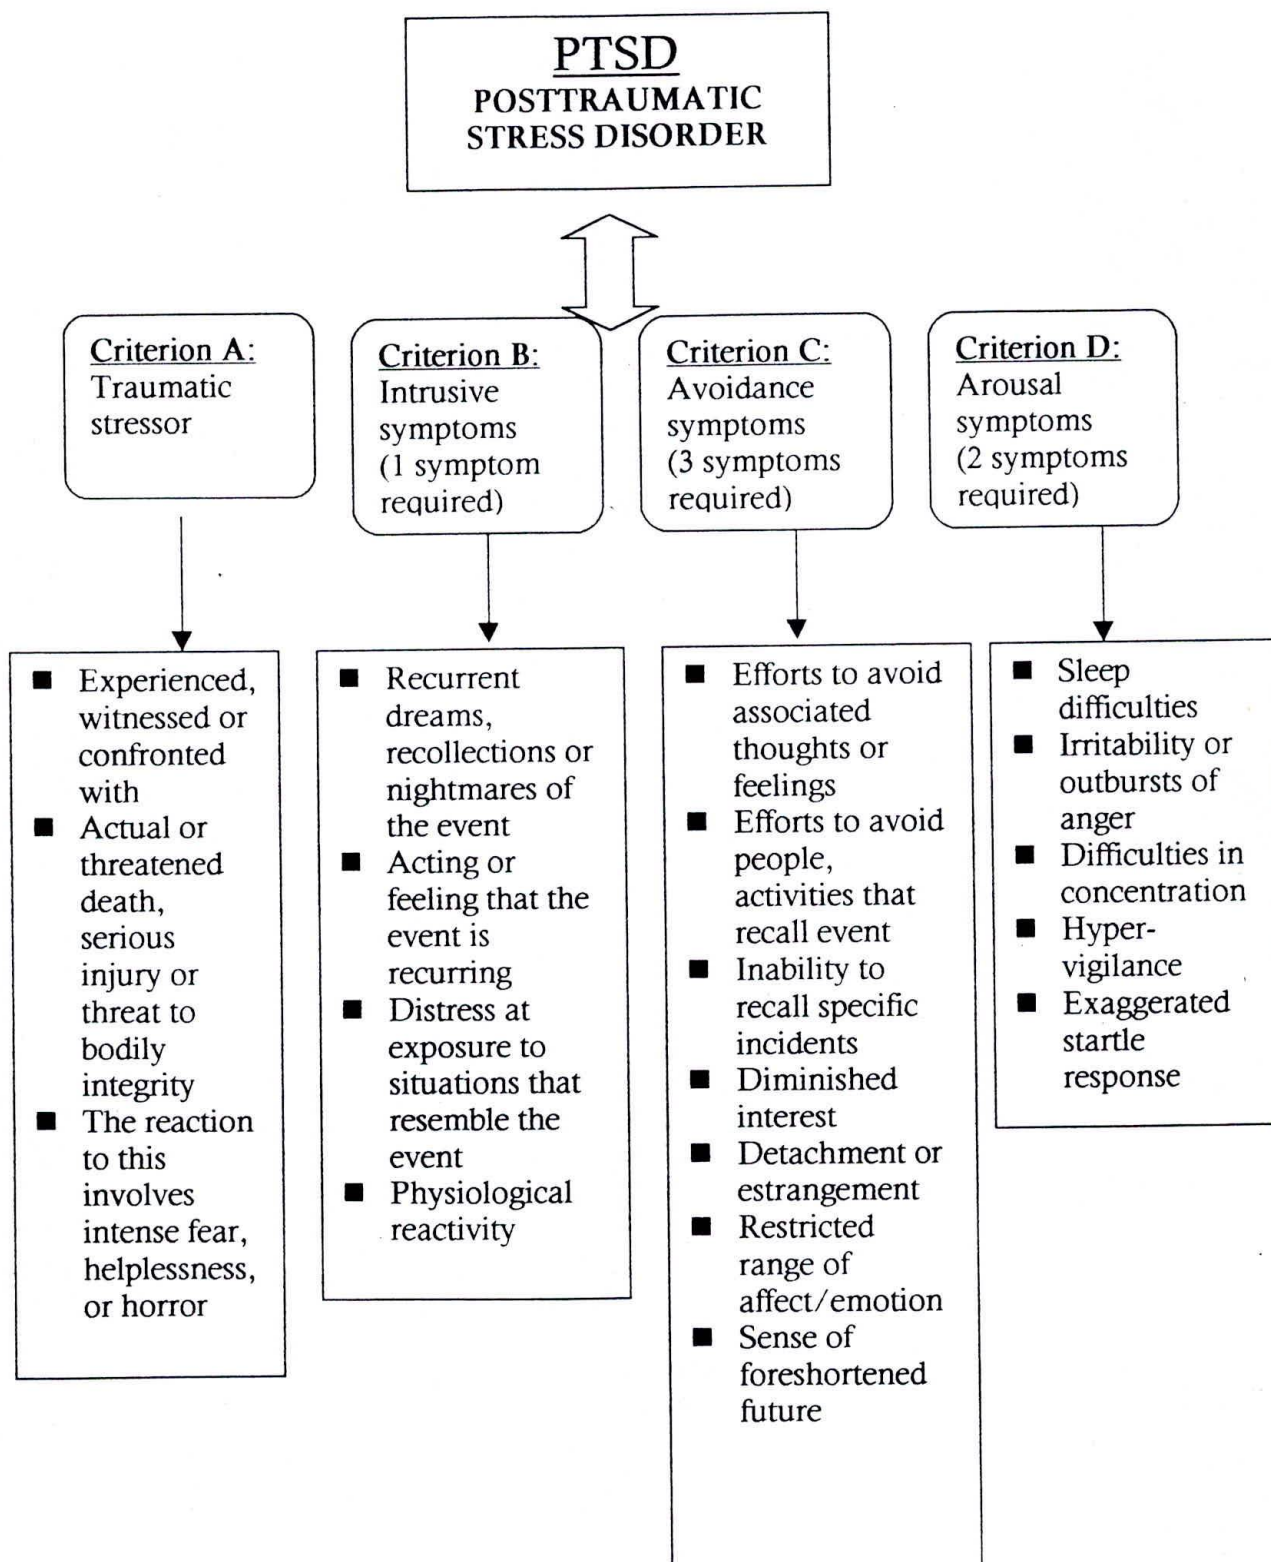 PTSD
POSTTRAUMATIC
STRESS DISORDER
Criterion A:
Traumatic
stressor
Criterion B:
Intrusive
symptoms
(1 symptom
required)
Criterion C:
Avoidance
symptoms
(3 symptoms
required)
Criterion D:
Arousal
symptoms
(2 symptoms
required)
■ Experienced,
witnessed or
confronted
with
■ Actual or
threatened
death,
serious
injury or
threat to
bodily
integrity
■ The reaction
to this
involves
intense fear,
helplessness,
or horror
■ Recurrent
dreams,
recollections or
nightmares of
the event
■ Acting or
feeling that the
event is
recurring
■ Distress at
exposure to
situations that
resemble the
event
■ Physiological
reactivity
■ Efforts to avoid
associated
thoughts or
feelings
■ Efforts to avoid
people,
activities that
recall event
■ Inability to
recall specific
incidents
■ Diminished
interest
■ Detachment or
estrangement
■ Restricted
range of
affect/emotion
■ Sense of
foreshortened
future
■ Sleep
difficulties
■ Irritability or
outbursts of
anger
■ Difficulties in
concentration
■ Hyper-
vigilance
■ Exaggerated
startle
response